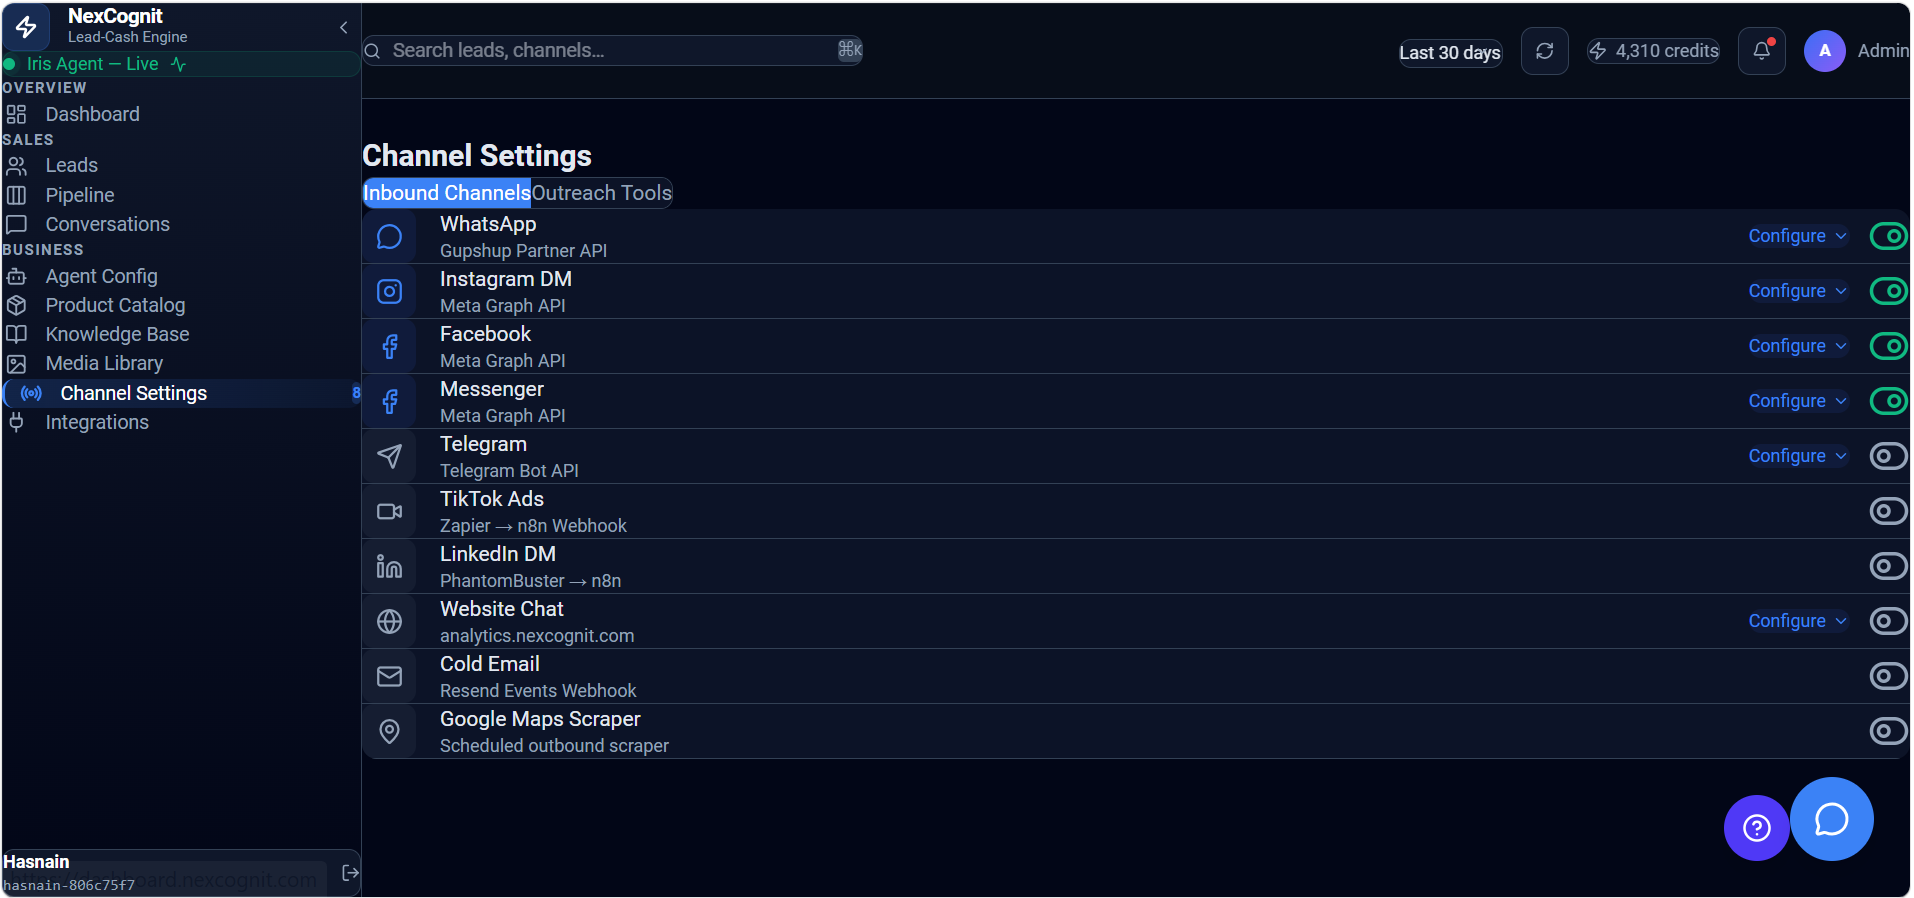 NexCognit
Lead-Cash Engine
Iris Agent — Live
OVERVIEW
Dashboard
SALES
Leads
Pipeline
Conversations
BUSINESS
Agent Config
Product Catalog
Knowledge Base
Media Library
Channel Settings 8
Integrations
Hasnain
hasnain-806c75f7
https://dashboard.nexcognit.com
Search leads, channels... ⌘K
Last 30 days
4,310 credits
A Admin
Channel Settings
Inbound Channels Outreach Tools
WhatsApp
Gupshup Partner API
Configure
Instagram DM
Meta Graph API
Configure
Facebook
Meta Graph API
Configure
Messenger
Meta Graph API
Configure
Telegram
Telegram Bot API
Configure
TikTok Ads
Zapier → n8n Webhook
LinkedIn DM
PhantomBuster → n8n
Website Chat
analytics.nexcognit.com
Configure
Cold Email
Resend Events Webhook
Google Maps Scraper
Scheduled outbound scraper